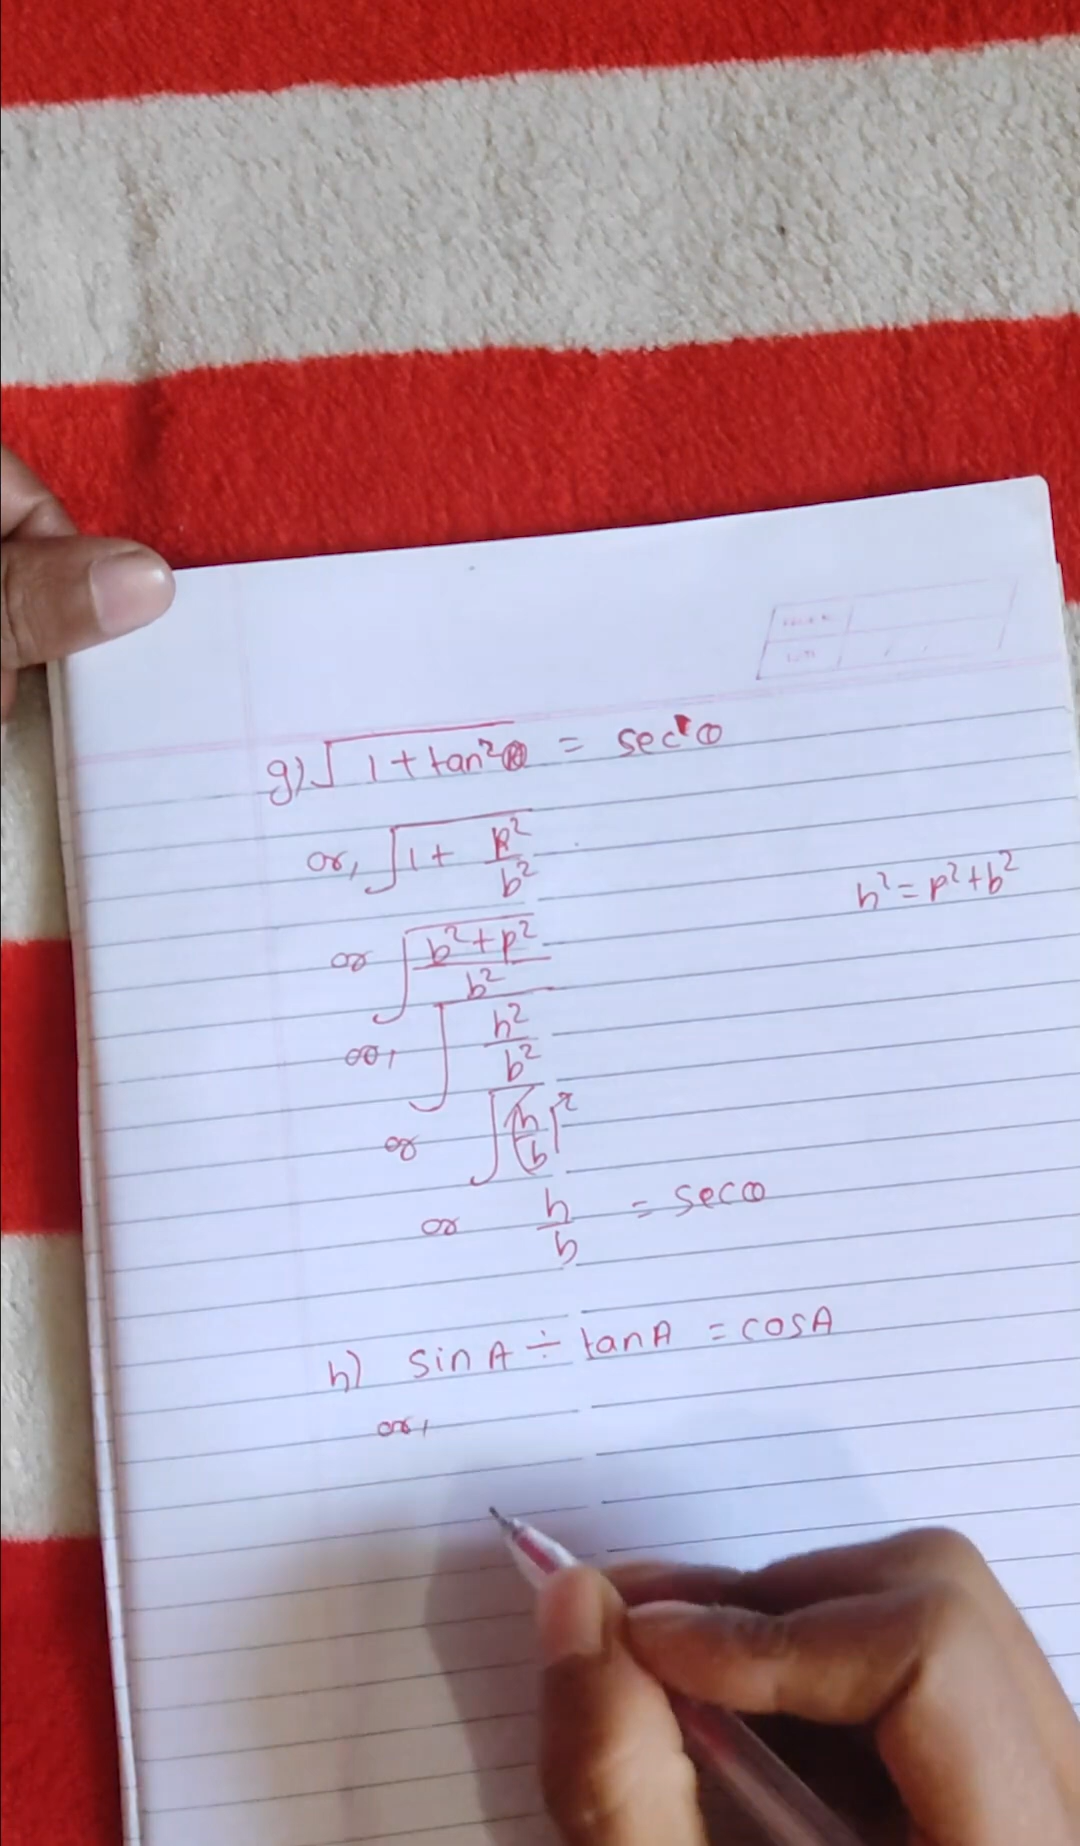 g) √1 + tan²θ = sec θ
or, √1 + p²/b²
h² = p² + b²
or √b² + p²/b²
or, √h²/b²
or √(h/b)²
or h/b = secθ
h) sin A ÷ tan A = cos A
or,